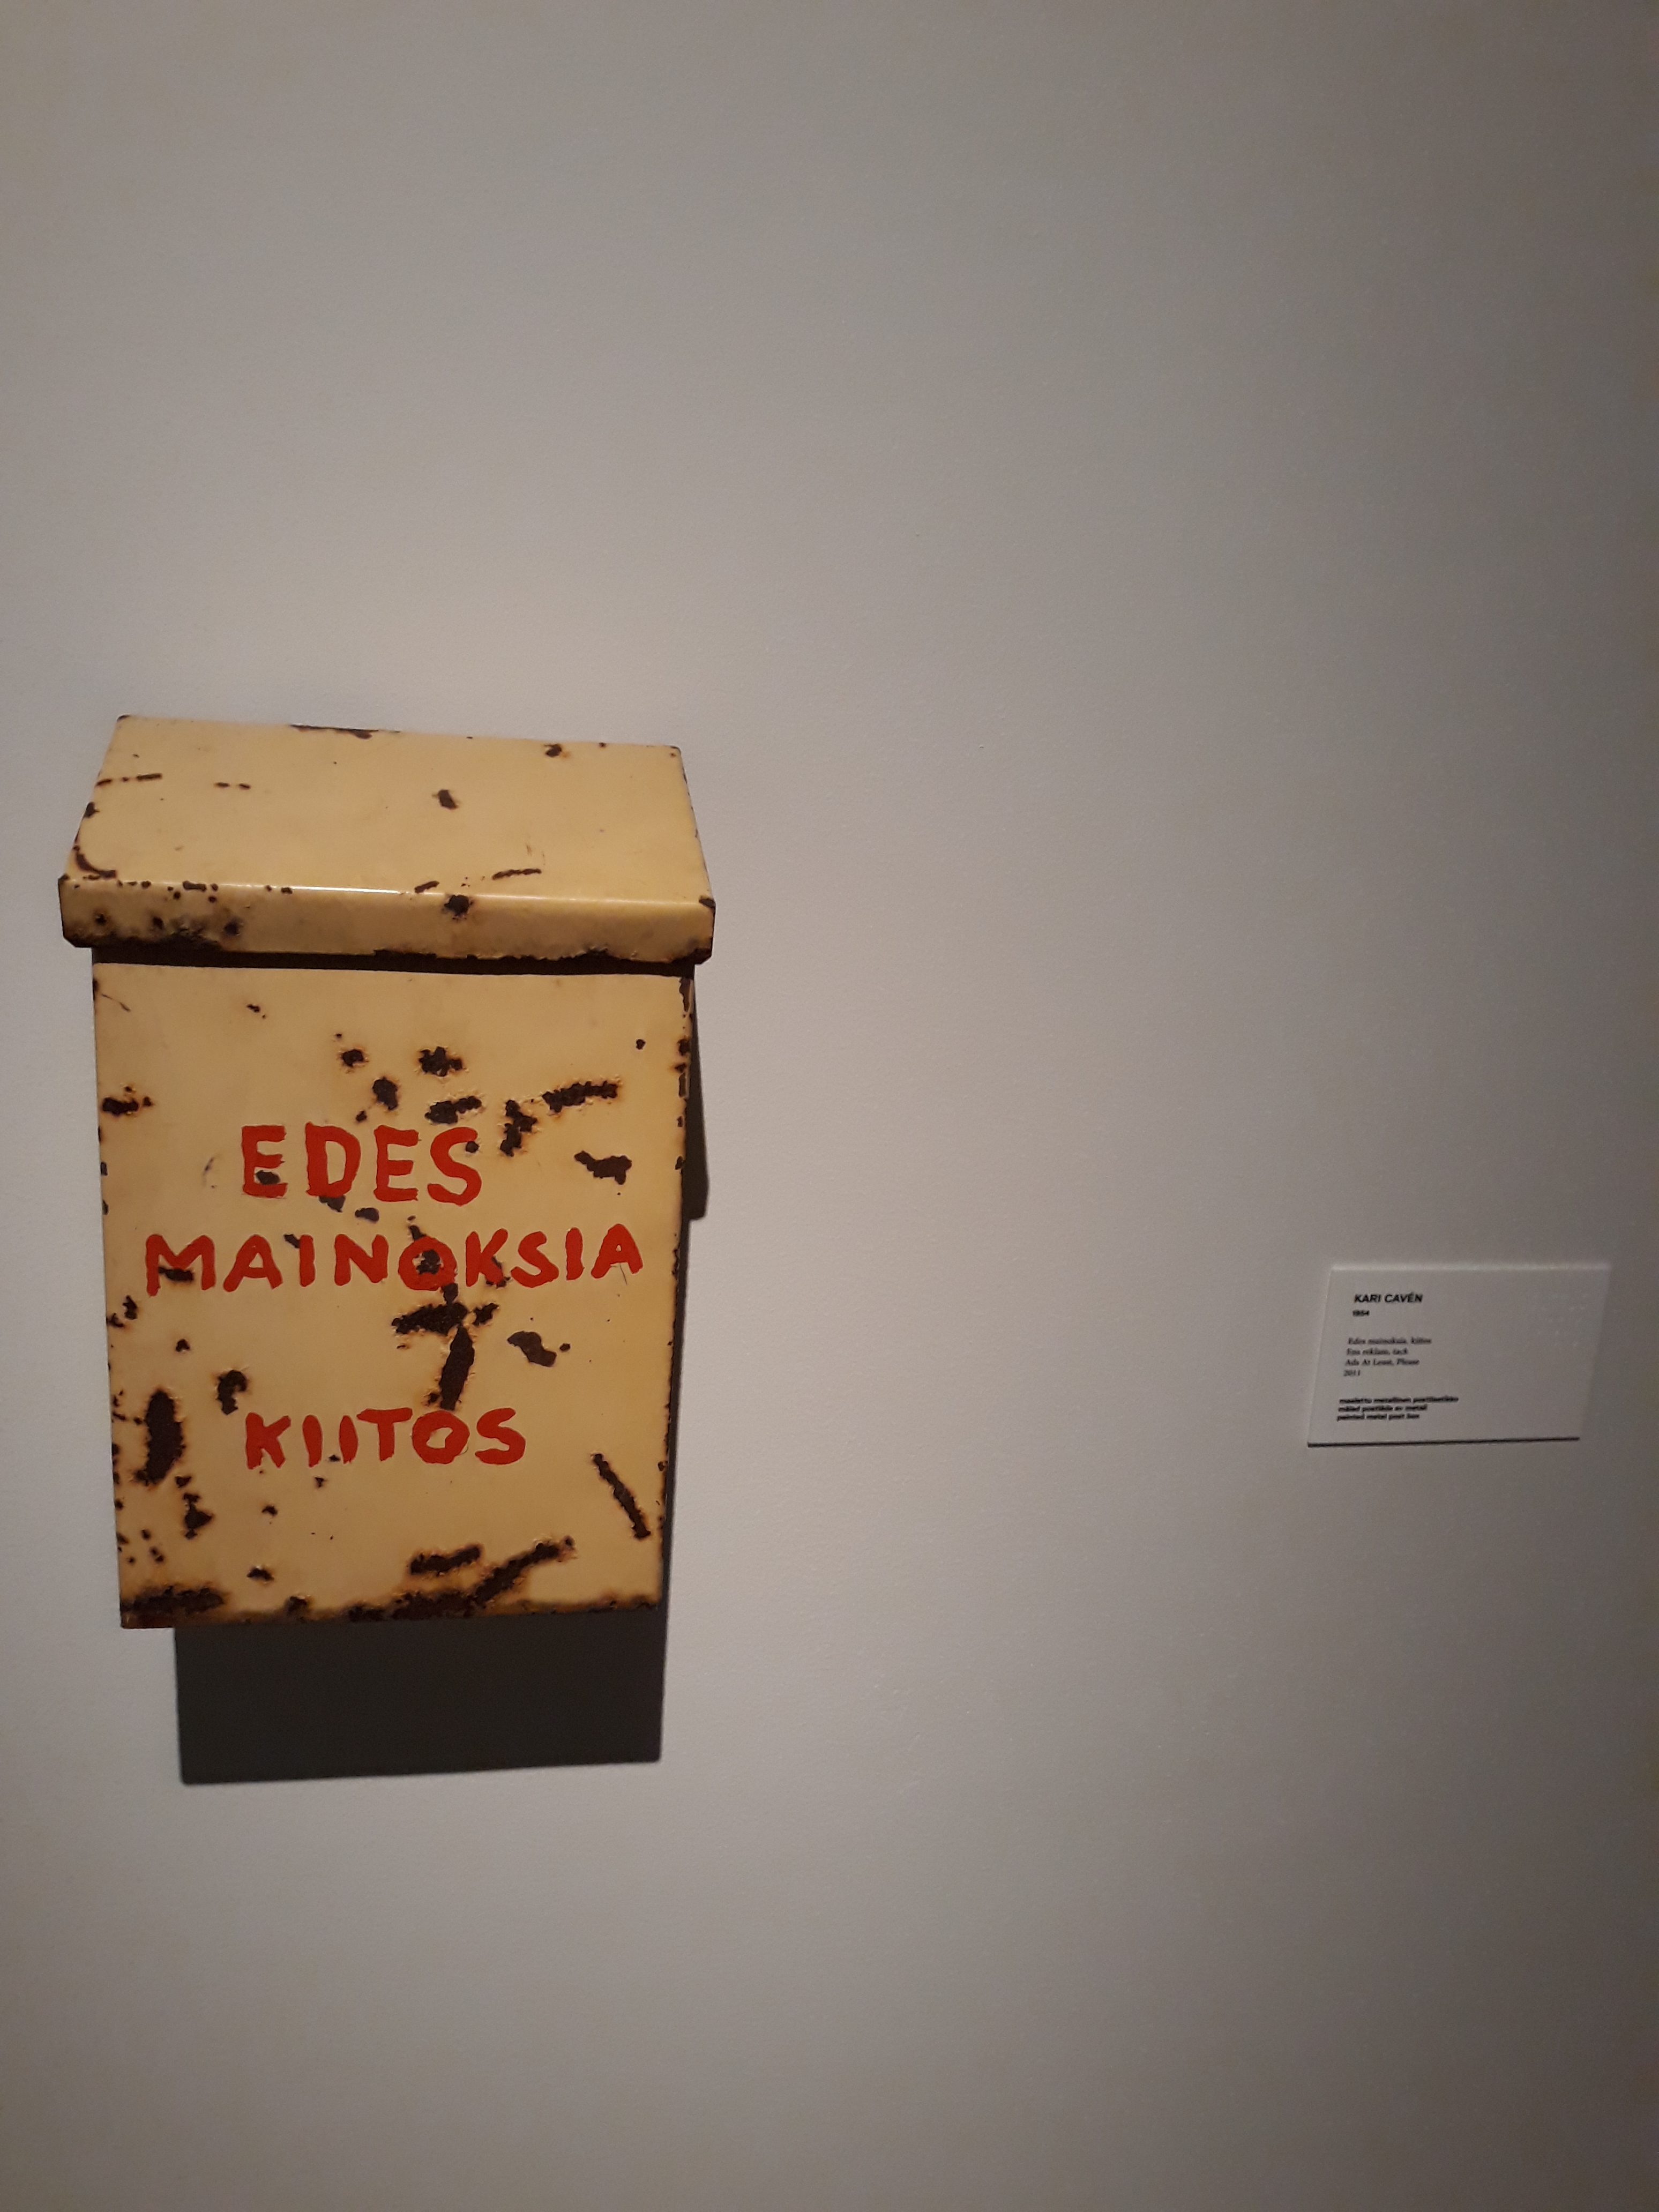 EDES
MAINOKSIA
KIITOS
KARI CAVÉN
1954
Edes mainoksia, kiitos
Ens reklam, tack
Ads At Least, Please
2011
maalattu metallinen postilaatikko
målad postlåda av metall
painted metal post box